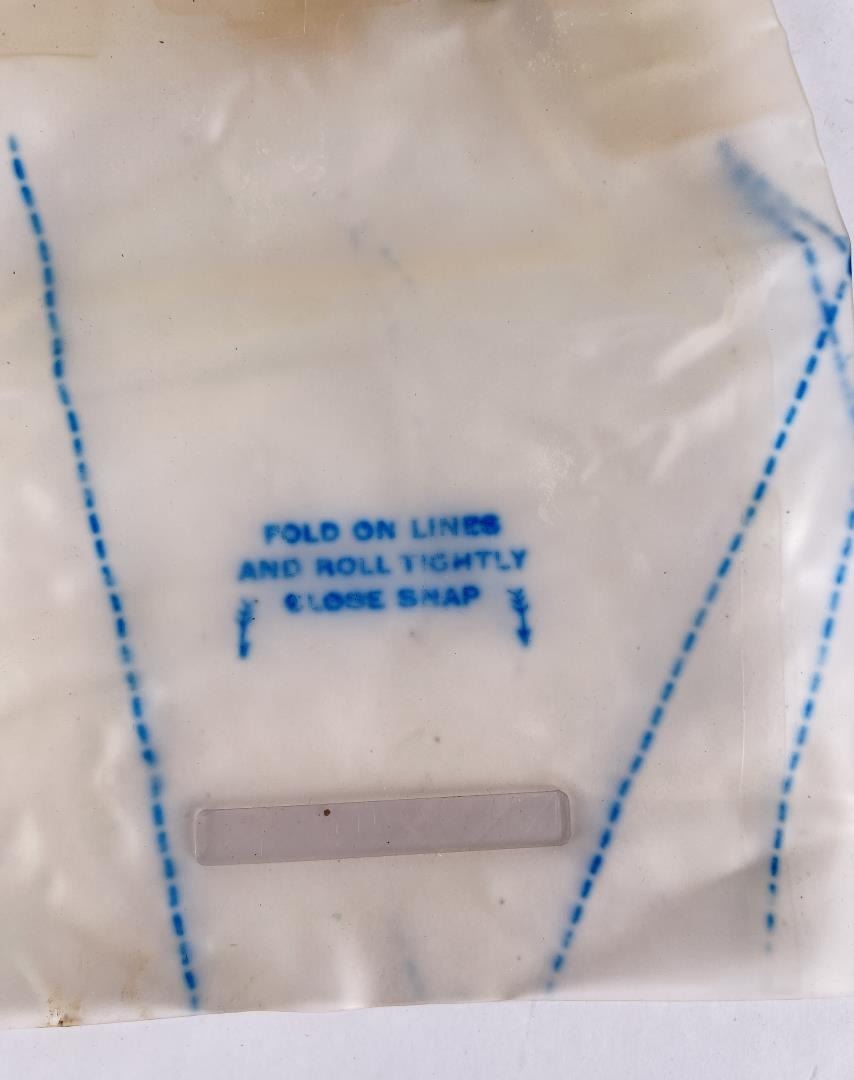 FOLD ON LINES
AND ROLL TIGHTLY
CLOSE SNAP